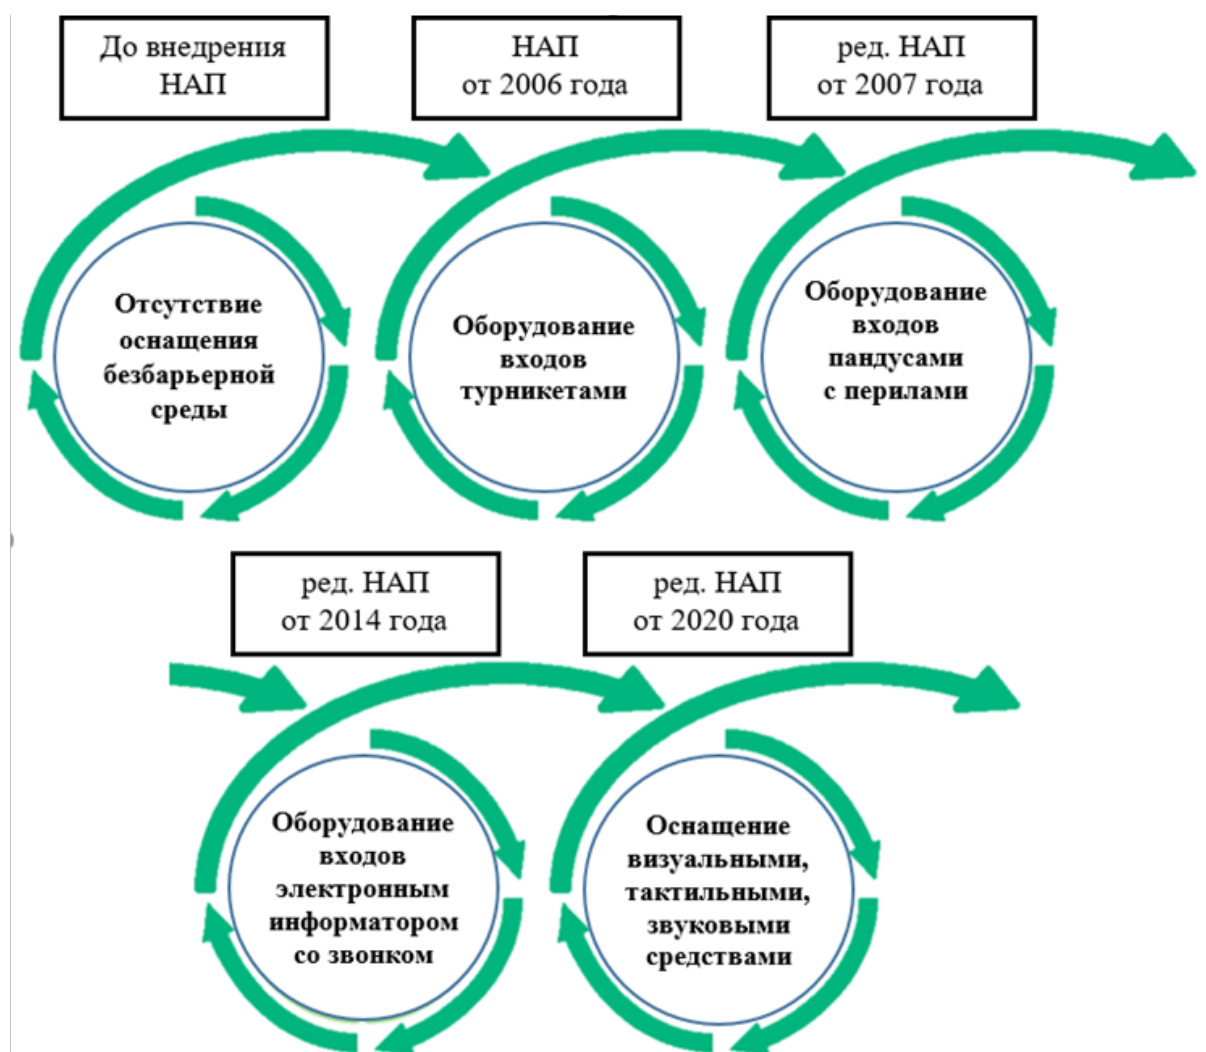 До внедрения
НАП
НАП
от 2006 года
ред. НАП
от 2007 года
Отсутствие
оснащения
безбарьерной
среды
Оборудование
входов
турникетами
Оборудование
входов
пандусами
с перилами
ред. НАП
от 2014 года
ред. НАП
от 2020 года
Оборудование
входов
электронным
информатором
со звонком
Оснащение
визуальными,
тактильными,
звуковыми
средствами